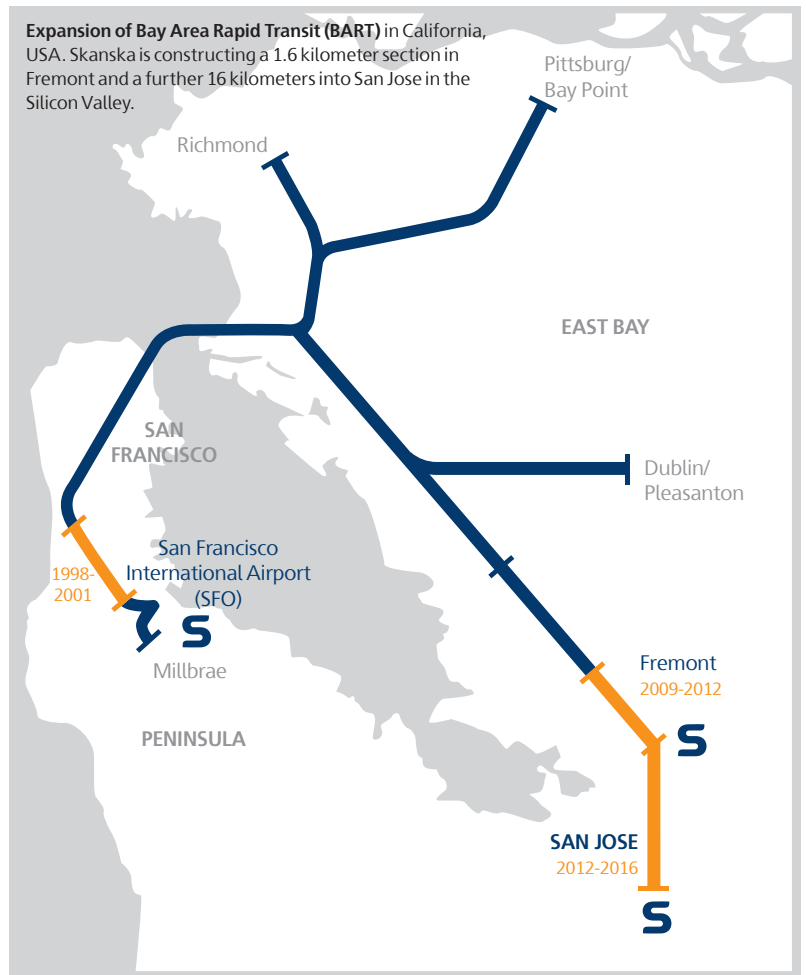 Expansion of Bay Area Rapid Transit (BART) in California,
USA. Skanska is constructing a 1.6 kilometer section in
Fremont and a further 16 kilometers into San Jose in the
Silicon Valley.
Pittsburg/
Bay Point
Richmond
EAST BAY
SAN
FRANCISCO
Dublin/
Pleasanton
San Francisco
International Airport
(SFO)
1998-
2001
S
Millbrae
Fremont
2009-2012
S
PENINSULA
SAN JOSE
2012-2016
S